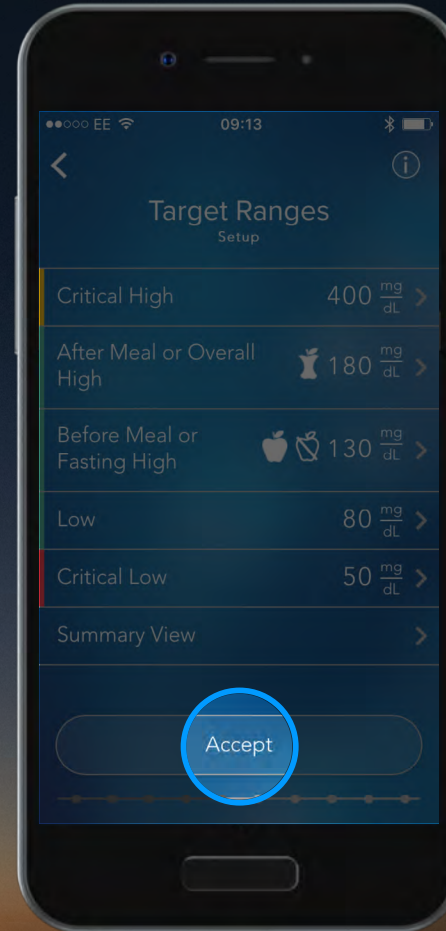 EE 09:13
Target Ranges
Setup
Critical High 400 mg/dL
After Meal or Overall 180 mg/dL
High
Before Meal or 130 mg/dL
Fasting High
Low 80 mg/dL
Critical Low 50 mg/dL
Summary View
Accept